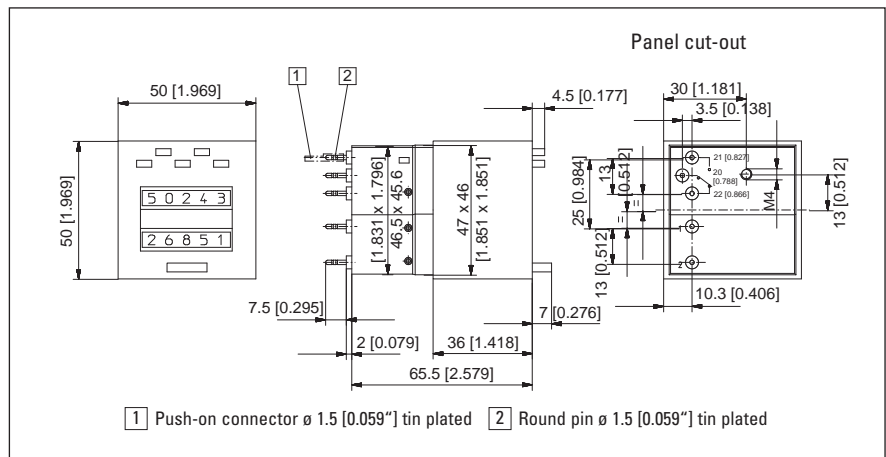 Panel cut-out
50 [1.969]
1
2
4.5 [0.177]
30 [1.181]
3.5 [0.138]
50 [1.969]
5 0 2 4 3
2 6 8 5 1
[1.831 x 1.796]
46.5 x 45.6
47 x 46
[1.851 x 1.851]
25 [0.984]
13
[0.512]
=
=
13 [0.512]
21 [0.827]
20
[0.788]
22 [0.866]
1
2
M4
13 [0.512]
7.5 [0.295]
2 [0.079]
36 [1.418]
7 [0.276]
10.3 [0.406]
65.5 [2.579]
1 Push-on connector ø 1.5 [0.059“] tin plated 2 Round pin ø 1.5 [0.059“] tin plated